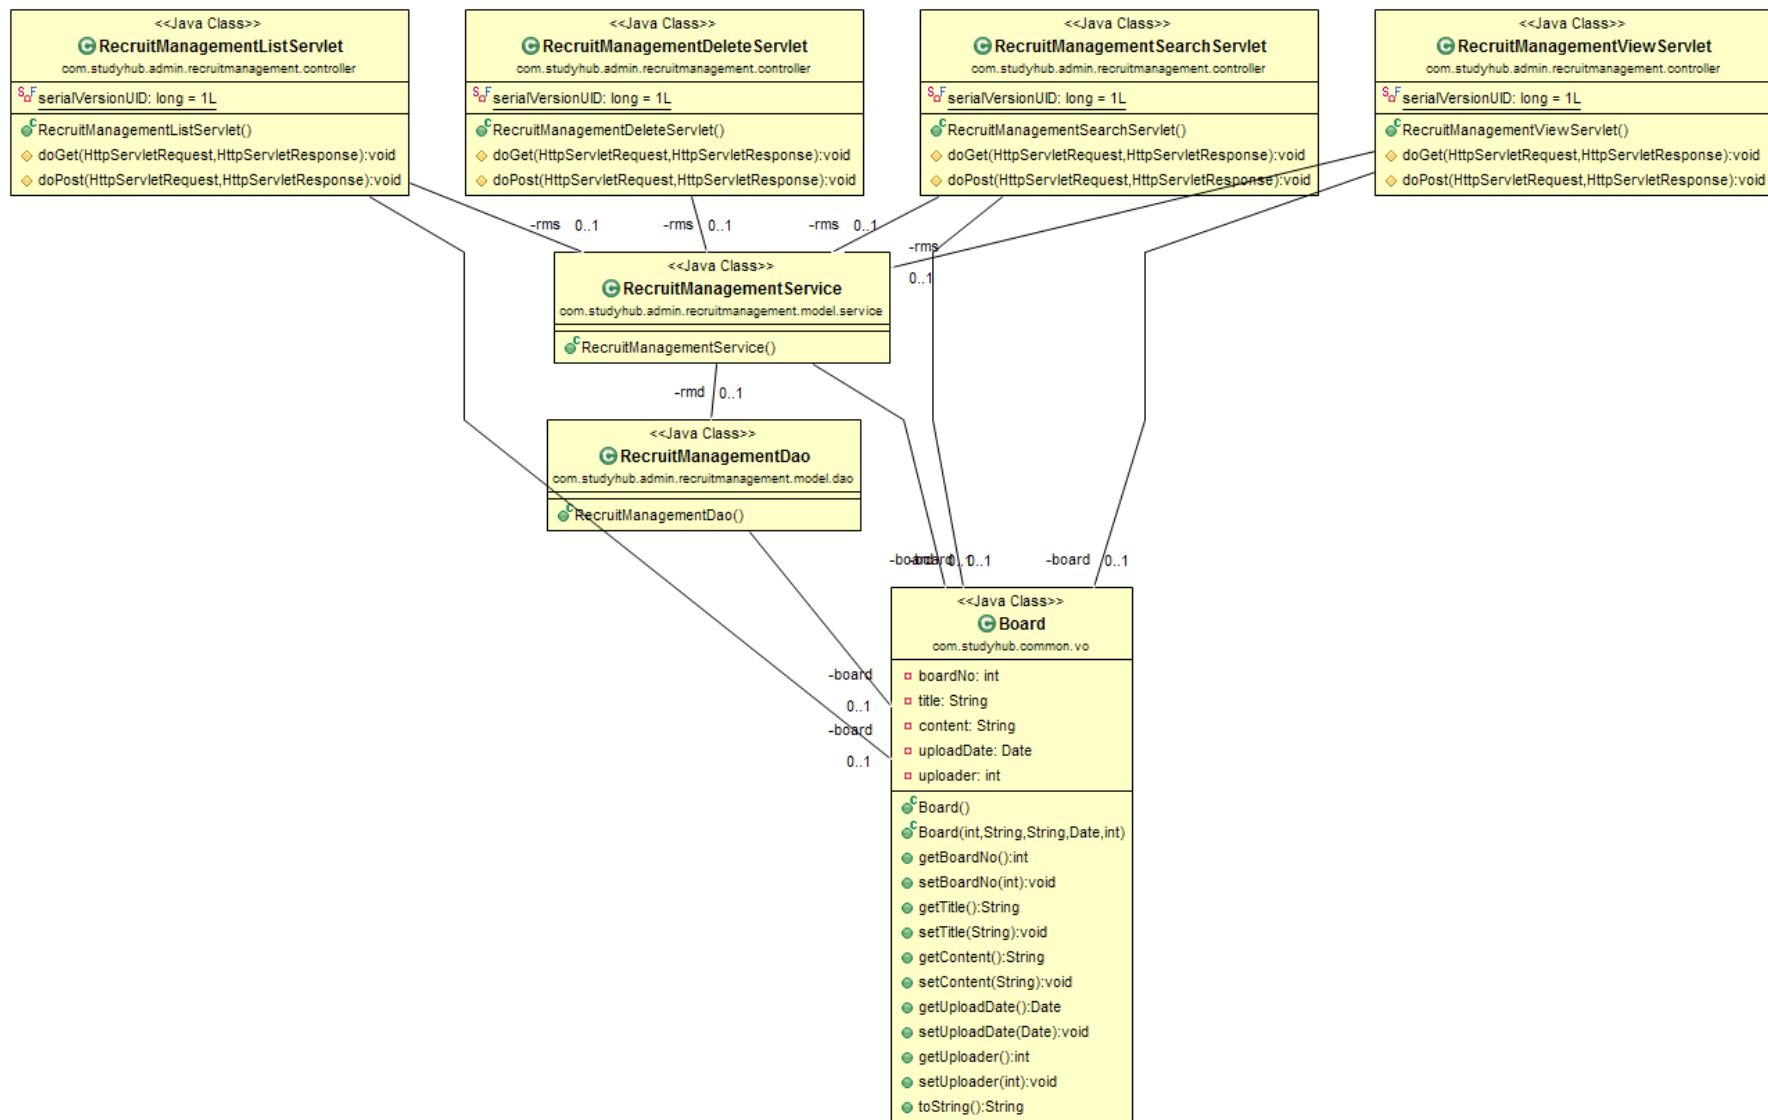 <<Java Class>>
RecruitManagementListServlet
com.studyhub.admin.recruitmanagement.controller
serialVersionUID: long = 1L
RecruitManagementListServlet()
doGet(HttpServletRequest,HttpServletResponse):void
doPost(HttpServletRequest,HttpServletResponse):void
<<Java Class>>
RecruitManagementDeleteServlet
com.studyhub.admin.recruitmanagement.controller
serialVersionUID: long = 1L
RecruitManagementDeleteServlet()
doGet(HttpServletRequest,HttpServletResponse):void
doPost(HttpServletRequest,HttpServletResponse):void
<<Java Class>>
RecruitManagementSearchServlet
com.studyhub.admin.recruitmanagement.controller
serialVersionUID: long = 1L
RecruitManagementSearchServlet()
doGet(HttpServletRequest,HttpServletResponse):void
doPost(HttpServletRequest,HttpServletResponse):void
<<Java Class>>
RecruitManagementViewServlet
com.studyhub.admin.recruitmanagement.controller
serialVersionUID: long = 1L
RecruitManagementViewServlet()
doGet(HttpServletRequest,HttpServletResponse):void
doPost(HttpServletRequest,HttpServletResponse):void
-rms 0..1
-rms 0..1
-rms 0..1
-rms
0..1
<<Java Class>>
RecruitManagementService
com.studyhub.admin.recruitmanagement.model.service
RecruitManagementService()
-rmd 0..1
<<Java Class>>
RecruitManagementDao
com.studyhub.admin.recruitmanagement.model.dao
RecruitManagementDao()
-board 0..1
-board 0..1
-board 0..1
-board
0..1
-board
0..1
<<Java Class>>
Board
com.studyhub.common.vo
boardNo: int
title: String
content: String
uploadDate: Date
uploader: int
Board()
Board(int,String,String,Date,int)
getBoardNo():int
setBoardNo(int):void
getTitle():String
setTitle(String):void
getContent():String
setContent(String):void
getUploadDate():Date
setUploadDate(Date):void
getUploader():int
setUploader(int):void
toString():String